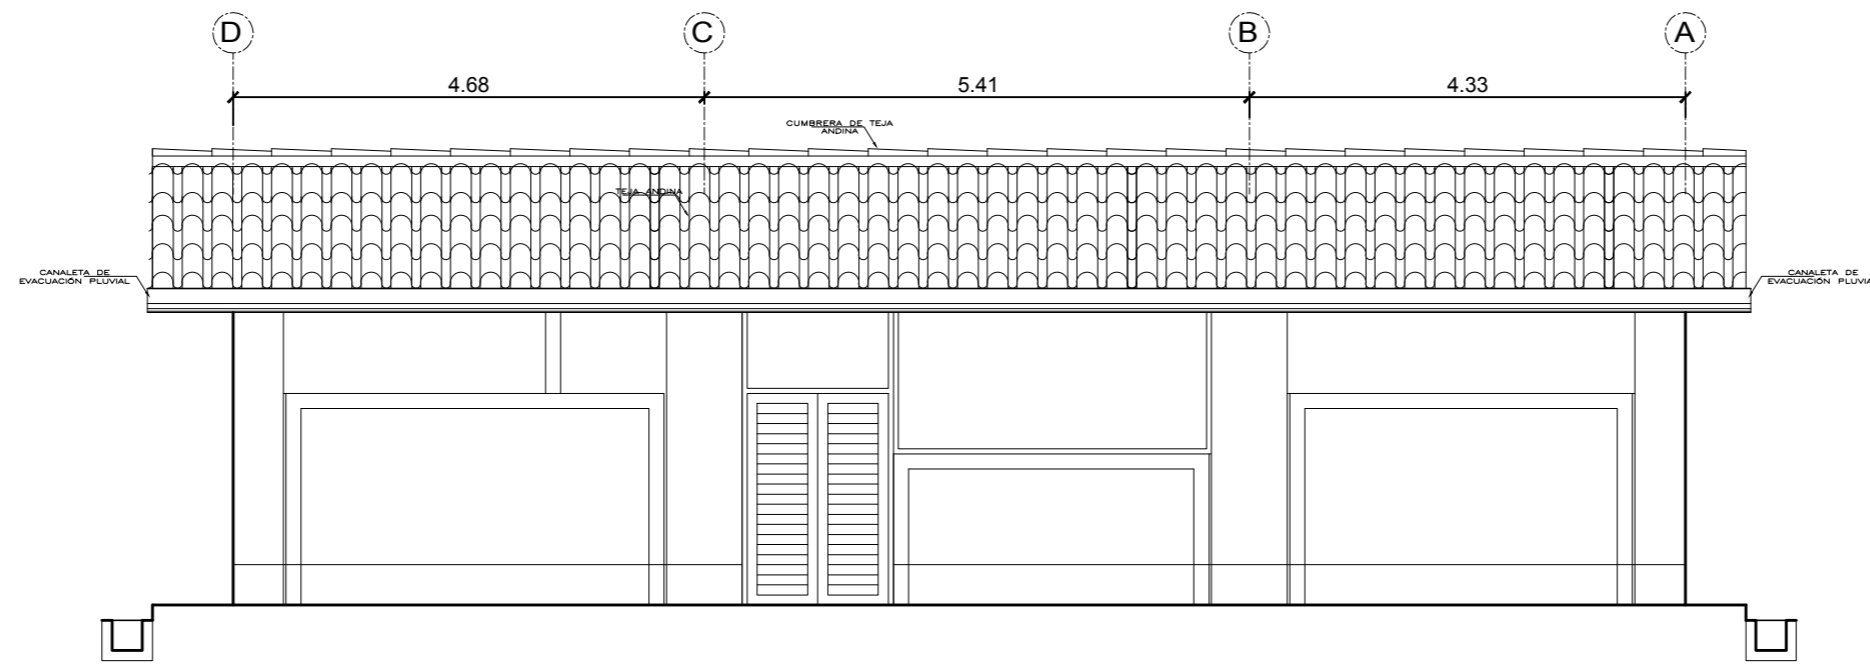 D C B A
4.68 5.41 4.33
CUMBRERA DE TEJA
ANDINA
TEJA ANDINA
CANALETA DE
EVACUACIÓN PLUVIAL
CANALETA DE
EVACUACIÓN PLUVIA